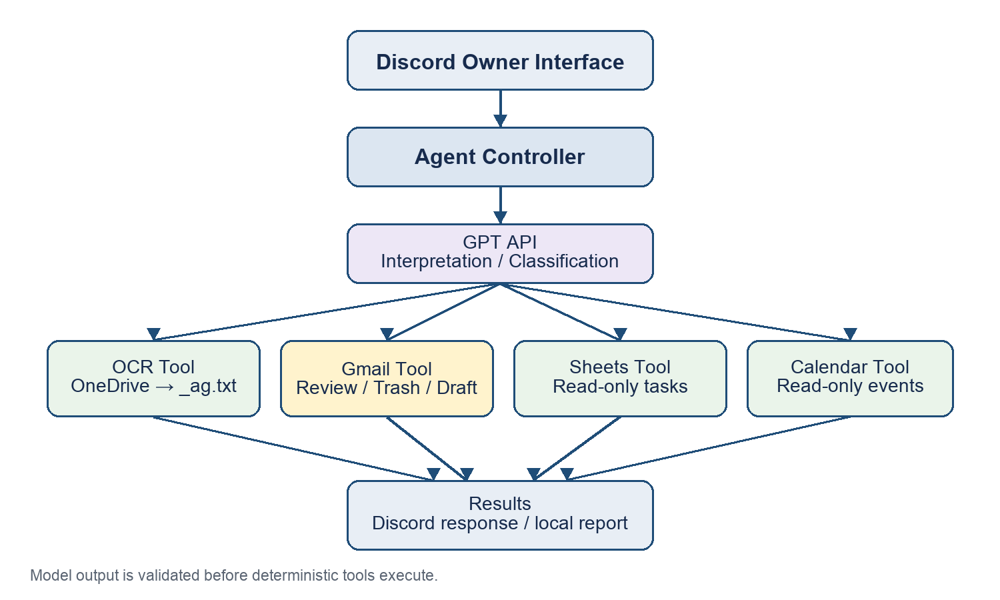 Discord Owner Interface
Agent Controller
GPT API
Interpretation / Classification
OCR Tool
OneDrive → _ag.txt
Gmail Tool
Review / Trash / Draft
Sheets Tool
Read-only tasks
Calendar Tool
Read-only events
Results
Discord response / local report
Model output is validated before deterministic tools execute.